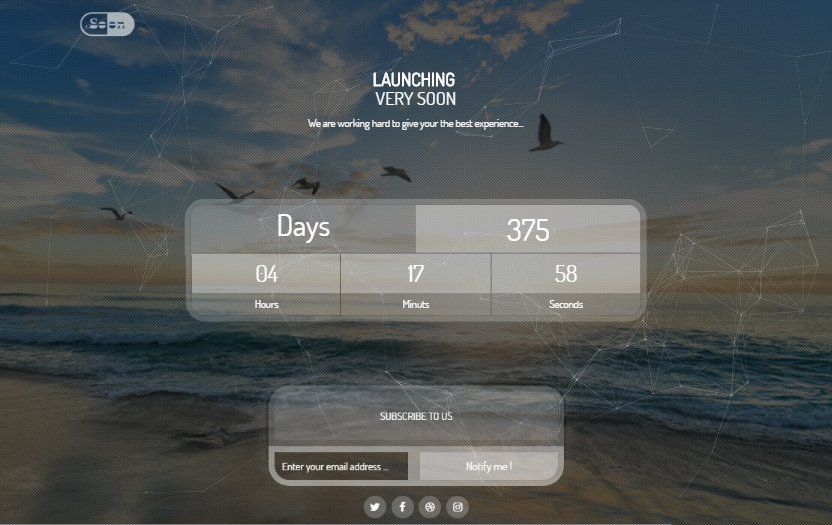 Soon
LAUNCHING
VERY SOON
We are working hard to give your the best experience...
Days
375
04
17
58
Hours
Minuts
Seconds
SUBSCRIBE TO US
Enter your email address ...
Notify me !